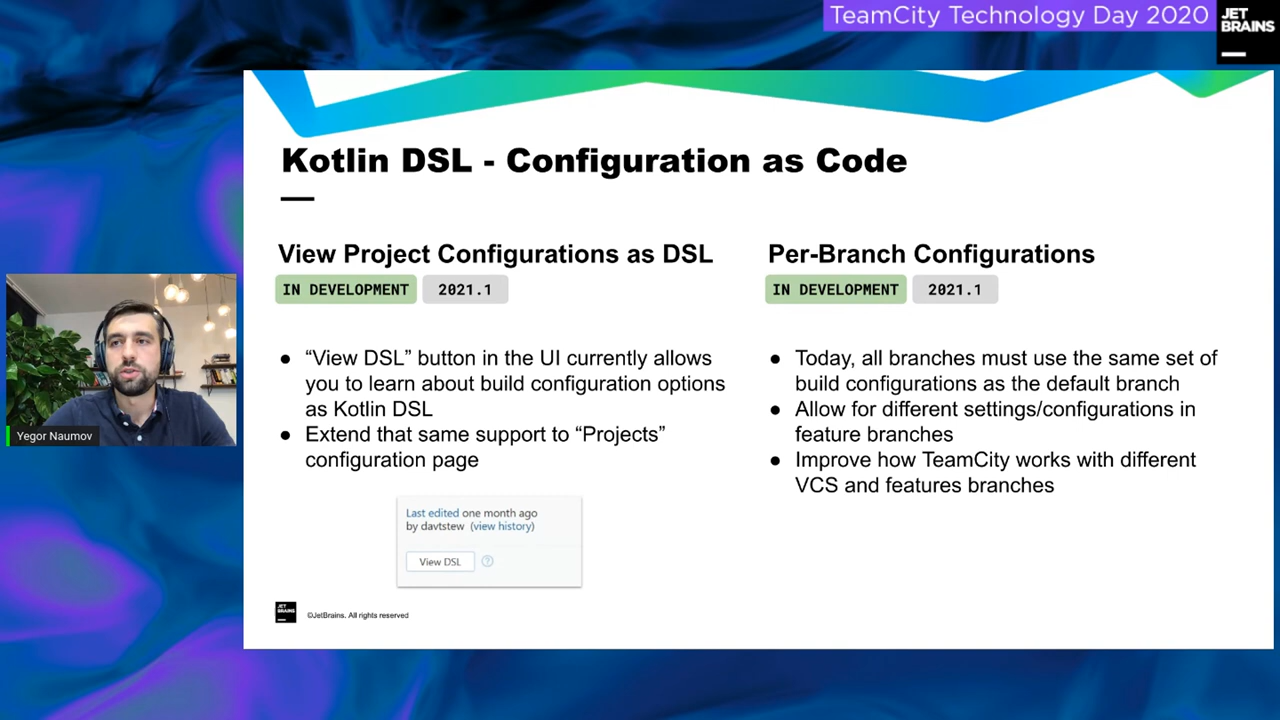 TeamCity Technology Day 2020
JET
BRAINS
Kotlin DSL - Configuration as Code
View Project Configurations as DSL
IN DEVELOPMENT 2021.1
● “View DSL” button in the UI currently allows
you to learn about build configuration options
as Kotlin DSL
● Extend that same support to “Projects”
configuration page
Last edited one month ago
by davtstew (view history)
View DSL ?
Per-Branch Configurations
IN DEVELOPMENT 2021.1
● Today, all branches must use the same set of
build configurations as the default branch
● Allow for different settings/configurations in
feature branches
● Improve how TeamCity works with different
VCS and features branches
Yegor Naumov
JET
BRAINS
©JetBrains. All rights reserved